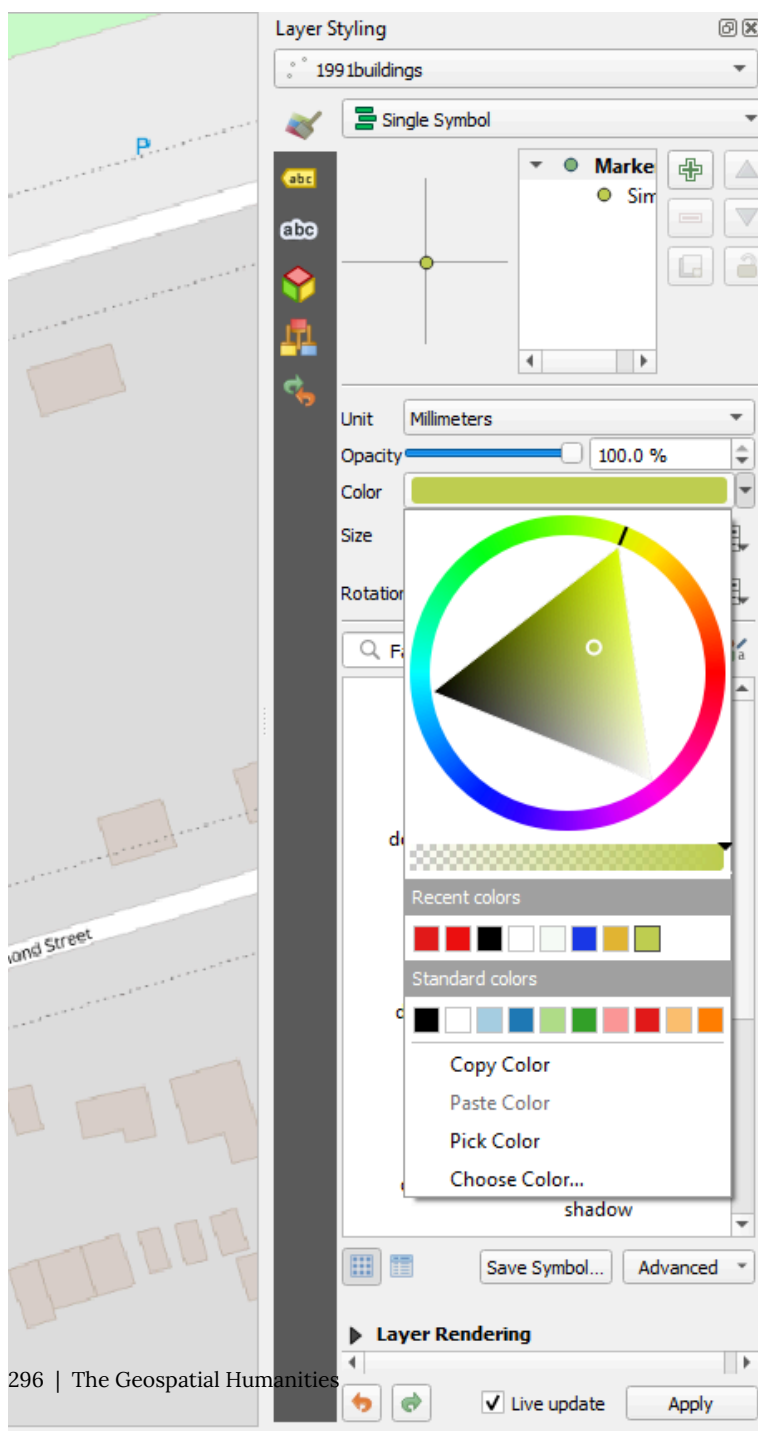 Layer Styling
1991buildings
Single Symbol
P
abc
abc
Marke
Sim
Unit Millimeters
Opacity 100.0 %
Color
Size
Rotation
a
Recent colors
ond Street
Standard colors
Copy Color
Paste Color
Pick Color
Choose Color...
shadow
Save Symbol... Advanced
Layer Rendering
296 | The Geospatial Humanities
Live update Apply